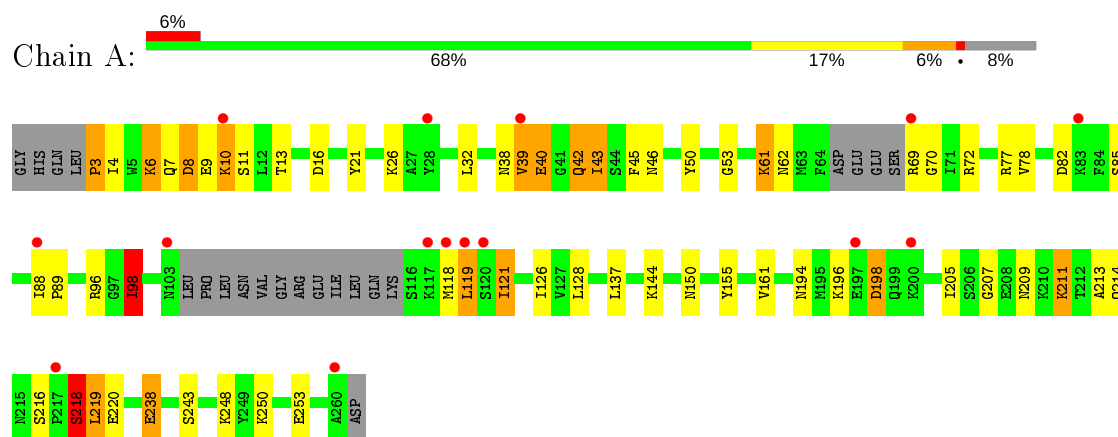 6%
Chain A:
68% 17% 6% • 8%
GLY HIS GLN LEU P3 I4 W5 K6 Q7 D8 E9 K10 S11 L12 T13 D16 Y21 K26 A27 Y28 L32 N38 V39 E40 G41 Q42 I43 S44 F45 N46 Y50 G53 K61 N62 M63 F64 ASP GLU GLU SER R69 G70 I71 R72 R77 V78 D82 K83 F84 S85
I88 P89 R96 G97 I98 N103 LEU PRO LEU ASN VAL GLY ARG GLU ILE LEU GLN LYS S116 K117 M118 L119 S120 I121 I126 V127 L128 L137 K144 N150 Y155 V161 N194 M195 K196 E197 D198 Q199 K200 I205 S206 G207 E208 N209 K210 K211 T212 A213
N215 S216 P217 S218 L219 E220 E238 S243 K248 Y249 K250 E253 A260 ASP